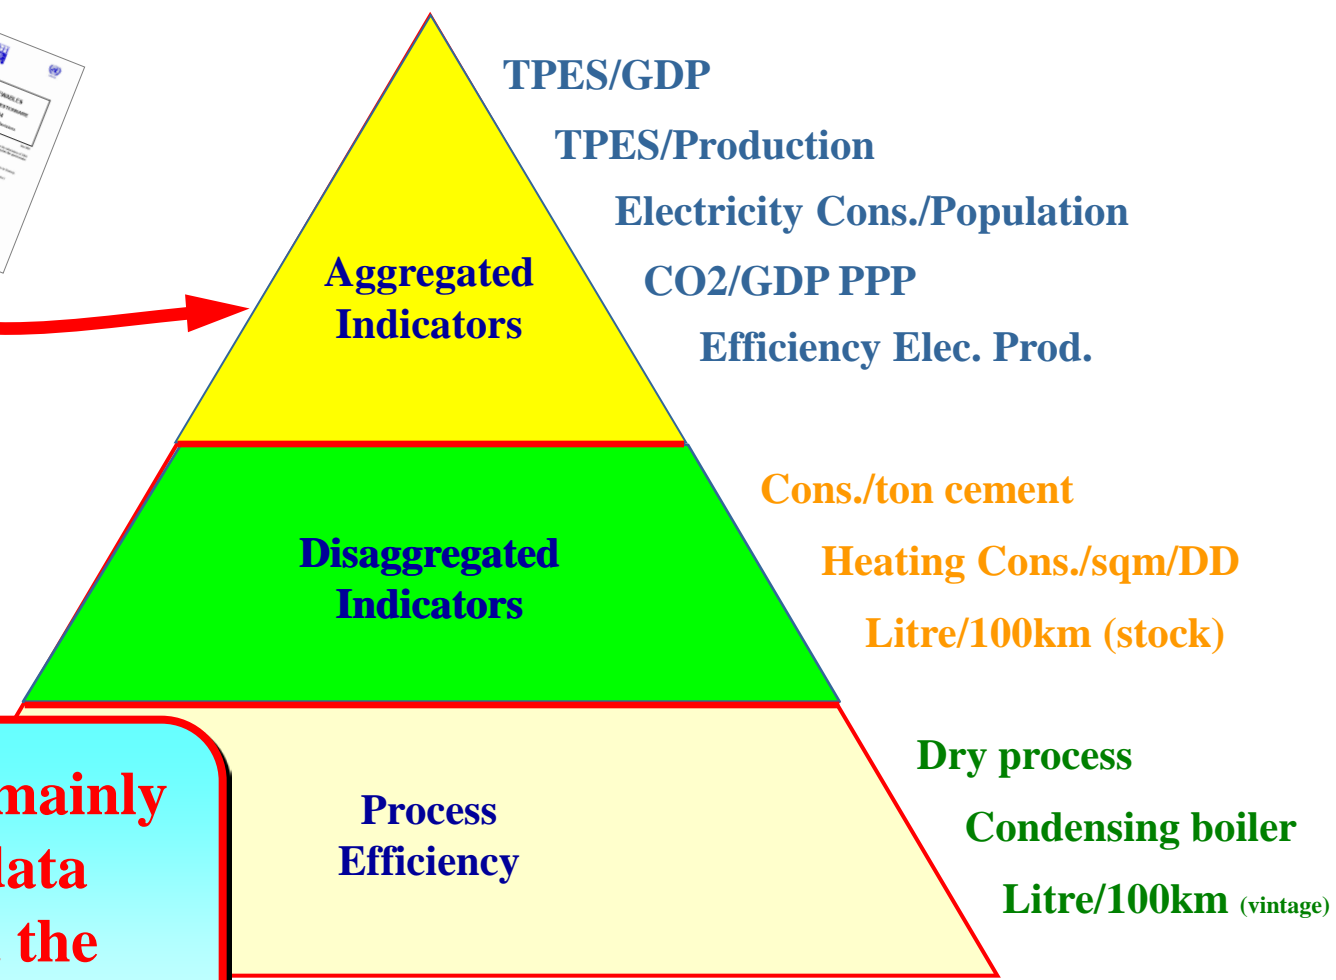 TPES/GDP
TPES/Production
Electricity Cons./Population
CO2/GDP PPP
Efficiency Elec. Prod.
Aggregated
Indicators
Cons./ton cement
Heating Cons./sqm/DD
Litre/100km (stock)
Disaggregated
Indicators
Dry process
Condensing boiler
Litre/100km (vintage)
Process
Efficiency
mainly
data
the